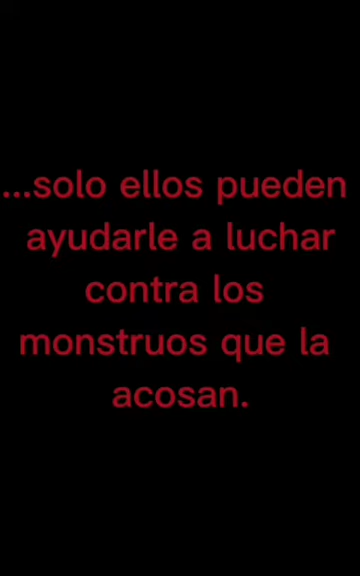 ...solo ellos pueden
ayudarle a luchar
contra los
monstruos que la
acosan.